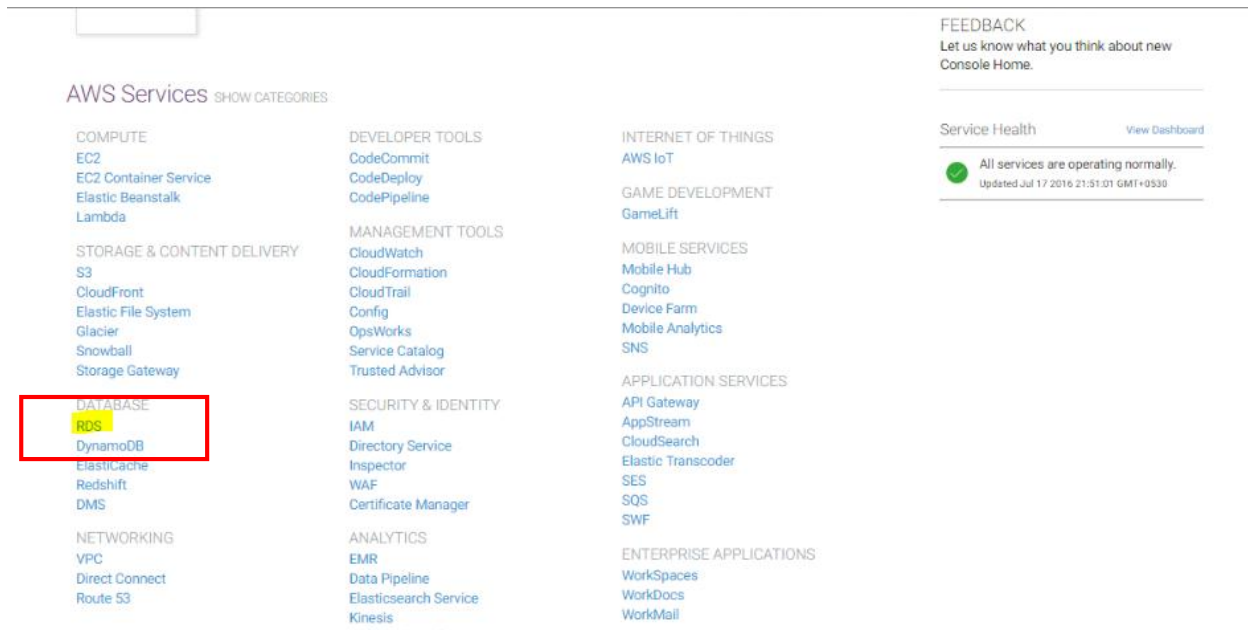 AWS Services SHOW CATEGORIES
COMPUTE
EC2
EC2 Container Service
Elastic Beanstalk
Lambda
STORAGE & CONTENT DELIVERY
S3
CloudFront
Elastic File System
Glacier
Snowball
Storage Gateway
DATABASE
RDS
DynamoDB
ElastiCache
Redshift
DMS
NETWORKING
VPC
Direct Connect
Route 53
DEVELOPER TOOLS
CodeCommit
CodeDeploy
CodePipeline
MANAGEMENT TOOLS
CloudWatch
CloudFormation
CloudTrail
Config
OpsWorks
Service Catalog
Trusted Advisor
SECURITY & IDENTITY
IAM
Directory Service
Inspector
WAF
Certificate Manager
ANALYTICS
EMR
Data Pipeline
Elasticsearch Service
Kinesis
INTERNET OF THINGS
AWS IoT
GAME DEVELOPMENT
GameLift
MOBILE SERVICES
Mobile Hub
Cognito
Device Farm
Mobile Analytics
SNS
APPLICATION SERVICES
API Gateway
AppStream
CloudSearch
Elastic Transcoder
SES
SQS
SWF
ENTERPRISE APPLICATIONS
WorkSpaces
WorkDocs
WorkMail
FEEDBACK
Let us know what you think about new
Console Home.
Service Health View Dashboard
All services are operating normally.
Updated Jul 17 2016 21:51:01 GMT+0530